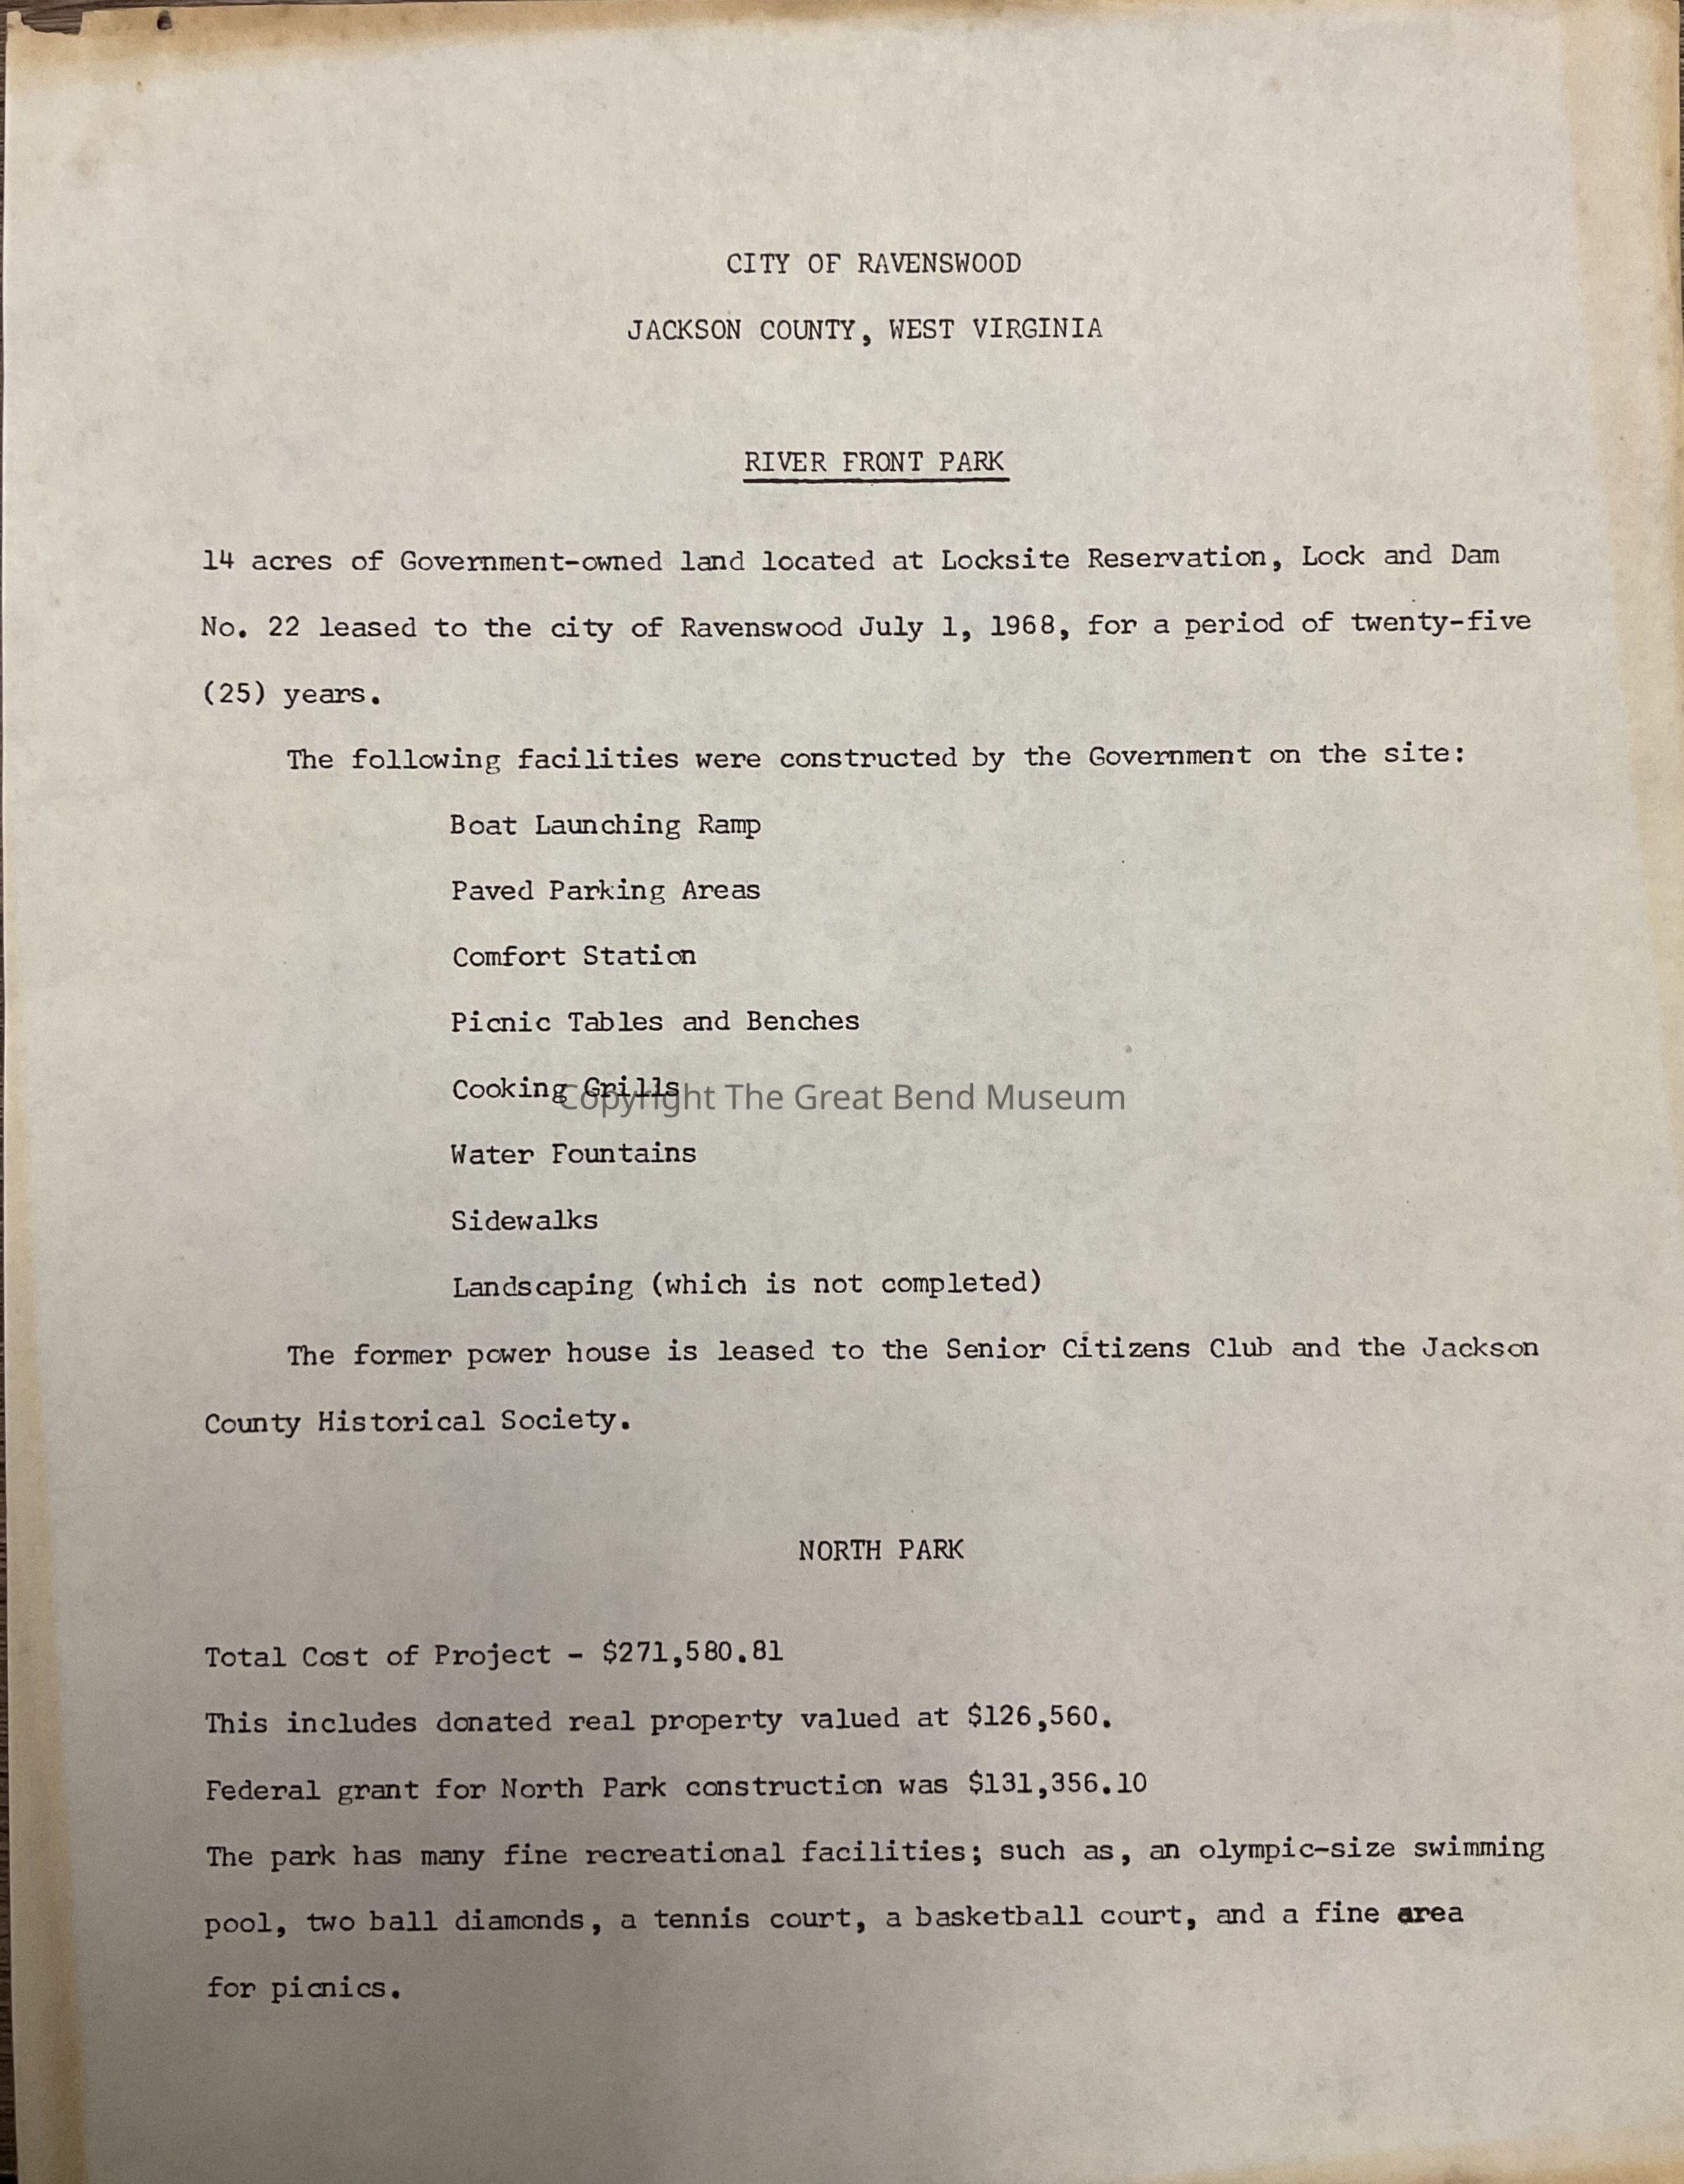 CITY OF RAVENSWOOD
JACKSON COUNTY, WEST VIRGINIA
RIVER FRONT PARK
14 acres of Government-owned land located at Locksite Reservation, Lock and Dam
No. 22 leased to the city of Ravenswood July 1, 1968, for a period of twenty-five
(25) years.
The following facilities were constructed by the Government on the site:
Boat Launching Ramp
Paved Parking Areas
Comfort Station
Picnic Tables and Benches
Cooking Grills
Copyright The Great Bend Museum
Water Fountains
Sidewalks
Landscaping (which is not completed)
The former power house is leased to the Senior Citizens Club and the Jackson
County Historical Society.
NORTH PARK
Total Cost of Project - $271,580.81
This includes donated real property valued at $126,560.
Federal grant for North Park construction was $131,356.10
The park has many fine recreational facilities; such as, an olympic-size swimming
pool, two ball diamonds, a tennis court, a basketball court, and a fine area
for picnics.